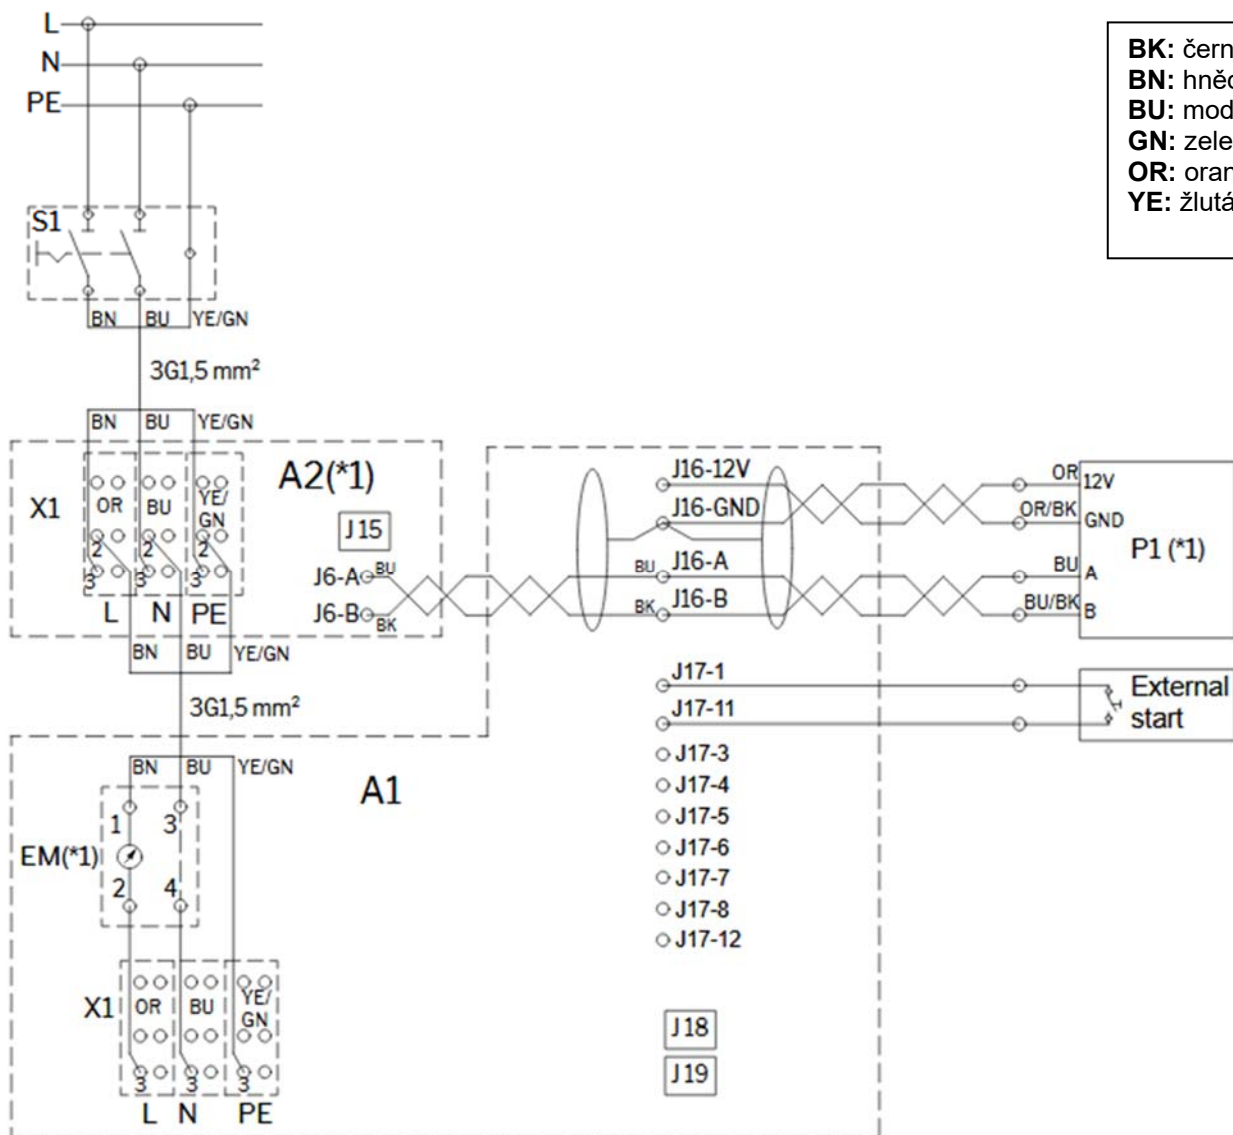 L
N
PE
BK: čern
BN: hněd
BU: mod
GN: zele
OR: oran
YE: žlutá
S1
BN BU YE/GN
3G1,5 mm²
BN BU YE/GN
X1
OR BU YE/
GN
2 2 2
3 3 3
L N PE
A2(*1)
J15
J6-A BU
J6-B BK
J16-12V
J16-GND
BU J16-A
BK J16-B
OR 12V
OR/BK GND
BU A
BU/BK B
P1 (*1)
BN BU YE/GN
3G1,5 mm²
J17-1
J17-11
J17-3
J17-4
J17-5
J17-6
J17-7
J17-8
J17-12
External
start
A1
BN BU YE/GN
1 3
EM(*1)
2 4
X1
OR BU YE/
GN
3 3 3
L N PE
J18
J19